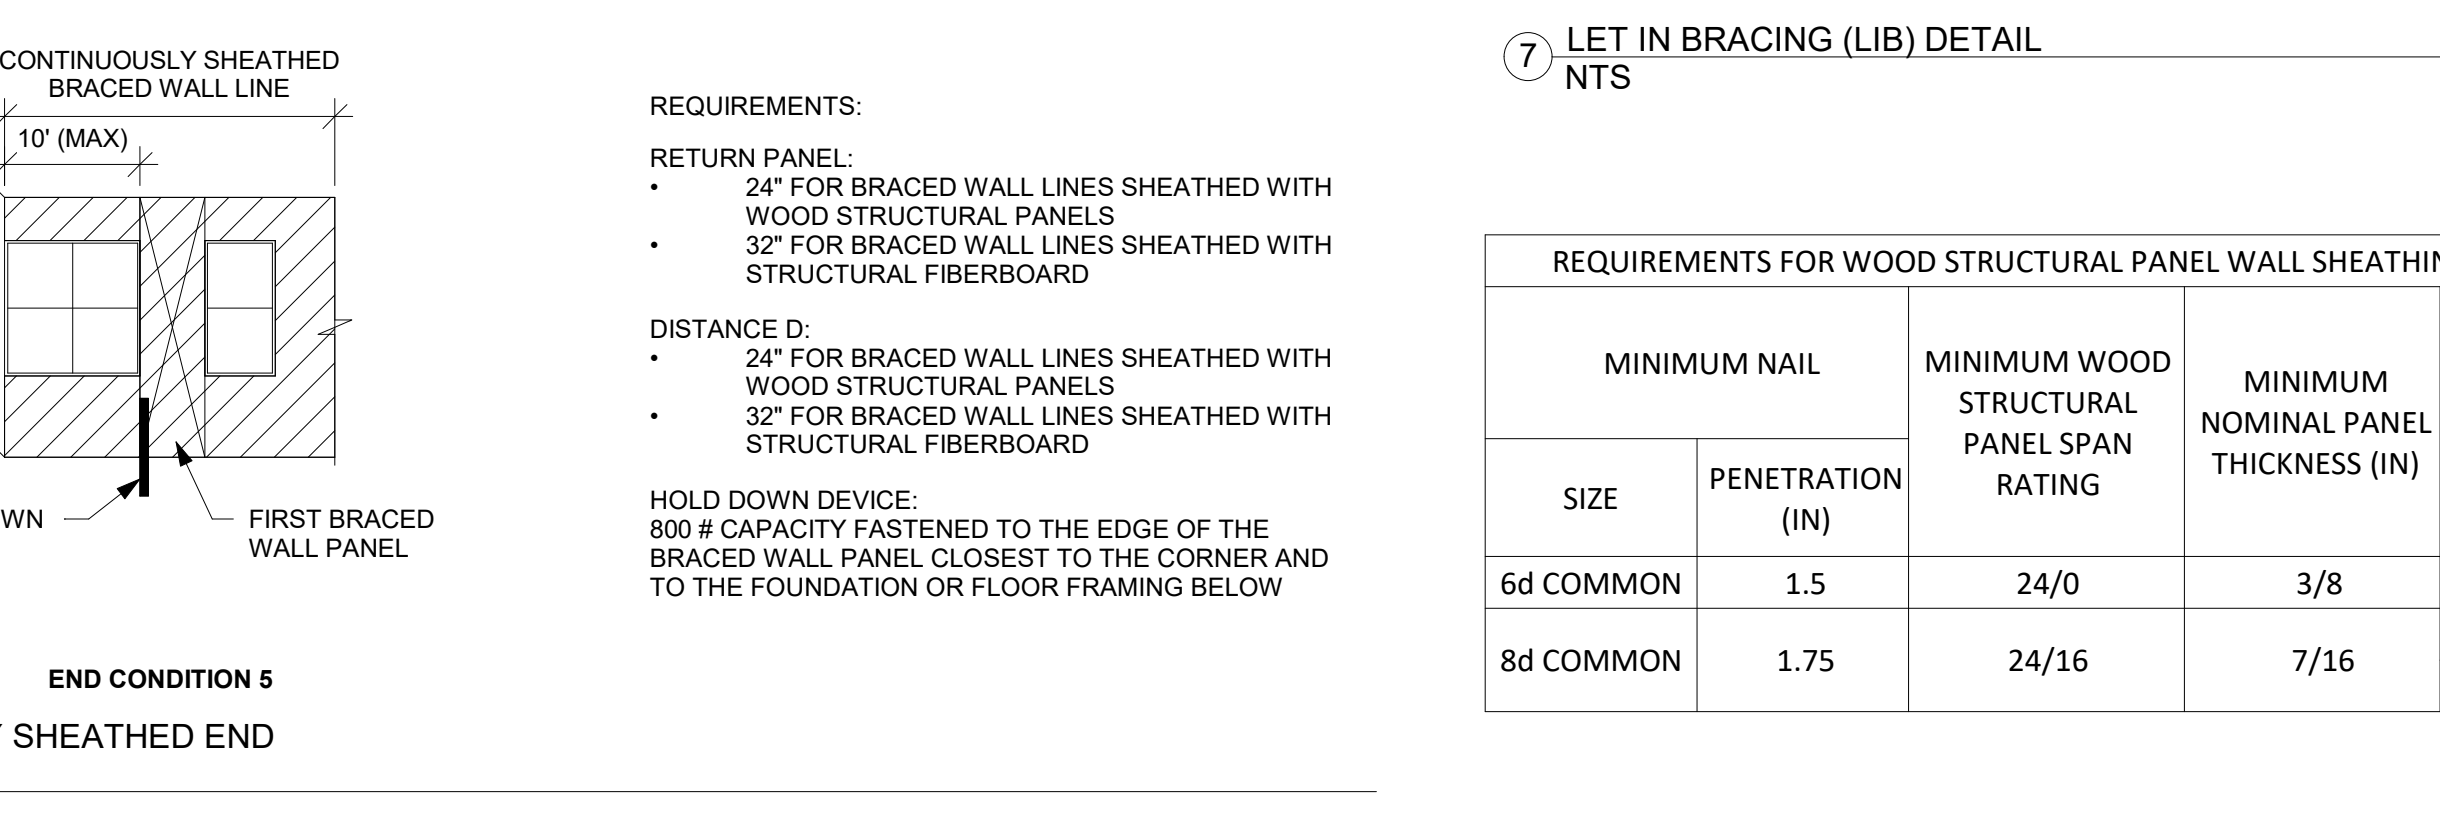 CONTINUOUSLY SHEATHED
BRACED WALL LINE
10' (MAX)
WN
FIRST BRACED
WALL PANEL
END CONDITION 5
SHEATHED END
REQUIREMENTS:
RETURN PANEL:
• 24" FOR BRACED WALL LINES SHEATHED WITH
WOOD STRUCTURAL PANELS
• 32" FOR BRACED WALL LINES SHEATHED WITH
STRUCTURAL FIBERBOARD
DISTANCE D:
• 24" FOR BRACED WALL LINES SHEATHED WITH
WOOD STRUCTURAL PANELS
• 32" FOR BRACED WALL LINES SHEATHED WITH
STRUCTURAL FIBERBOARD
HOLD DOWN DEVICE:
800 # CAPACITY FASTENED TO THE EDGE OF THE
BRACED WALL PANEL CLOSEST TO THE CORNER AND
TO THE FOUNDATION OR FLOOR FRAMING BELOW
7 LET IN BRACING (LIB) DETAIL
NTS
REQUIREMENTS FOR WOOD STRUCTURAL PANEL WALL SHEATHIN
MINIMUM NAIL
MINIMUM WOOD
STRUCTURAL
PANEL SPAN
RATING
MINIMUM
NOMINAL PANEL
THICKNESS (IN)
SIZE
PENETRATION
(IN)
6d COMMON 1.5 24/0 3/8
8d COMMON 1.75 24/16 7/16